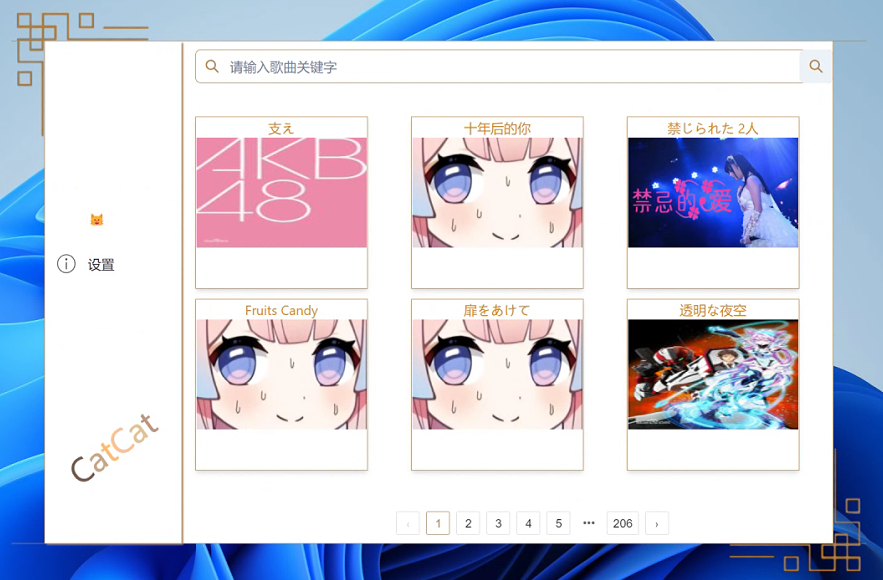 请输入歌曲关键字
设置
CatCat
支え
AKB
48
十年后的你
禁じられた 2人
禁忌的爱
Fruits Candy
扉をあけて
透明な夜空
‹ 1 2 3 4 5 ••• 206 ›